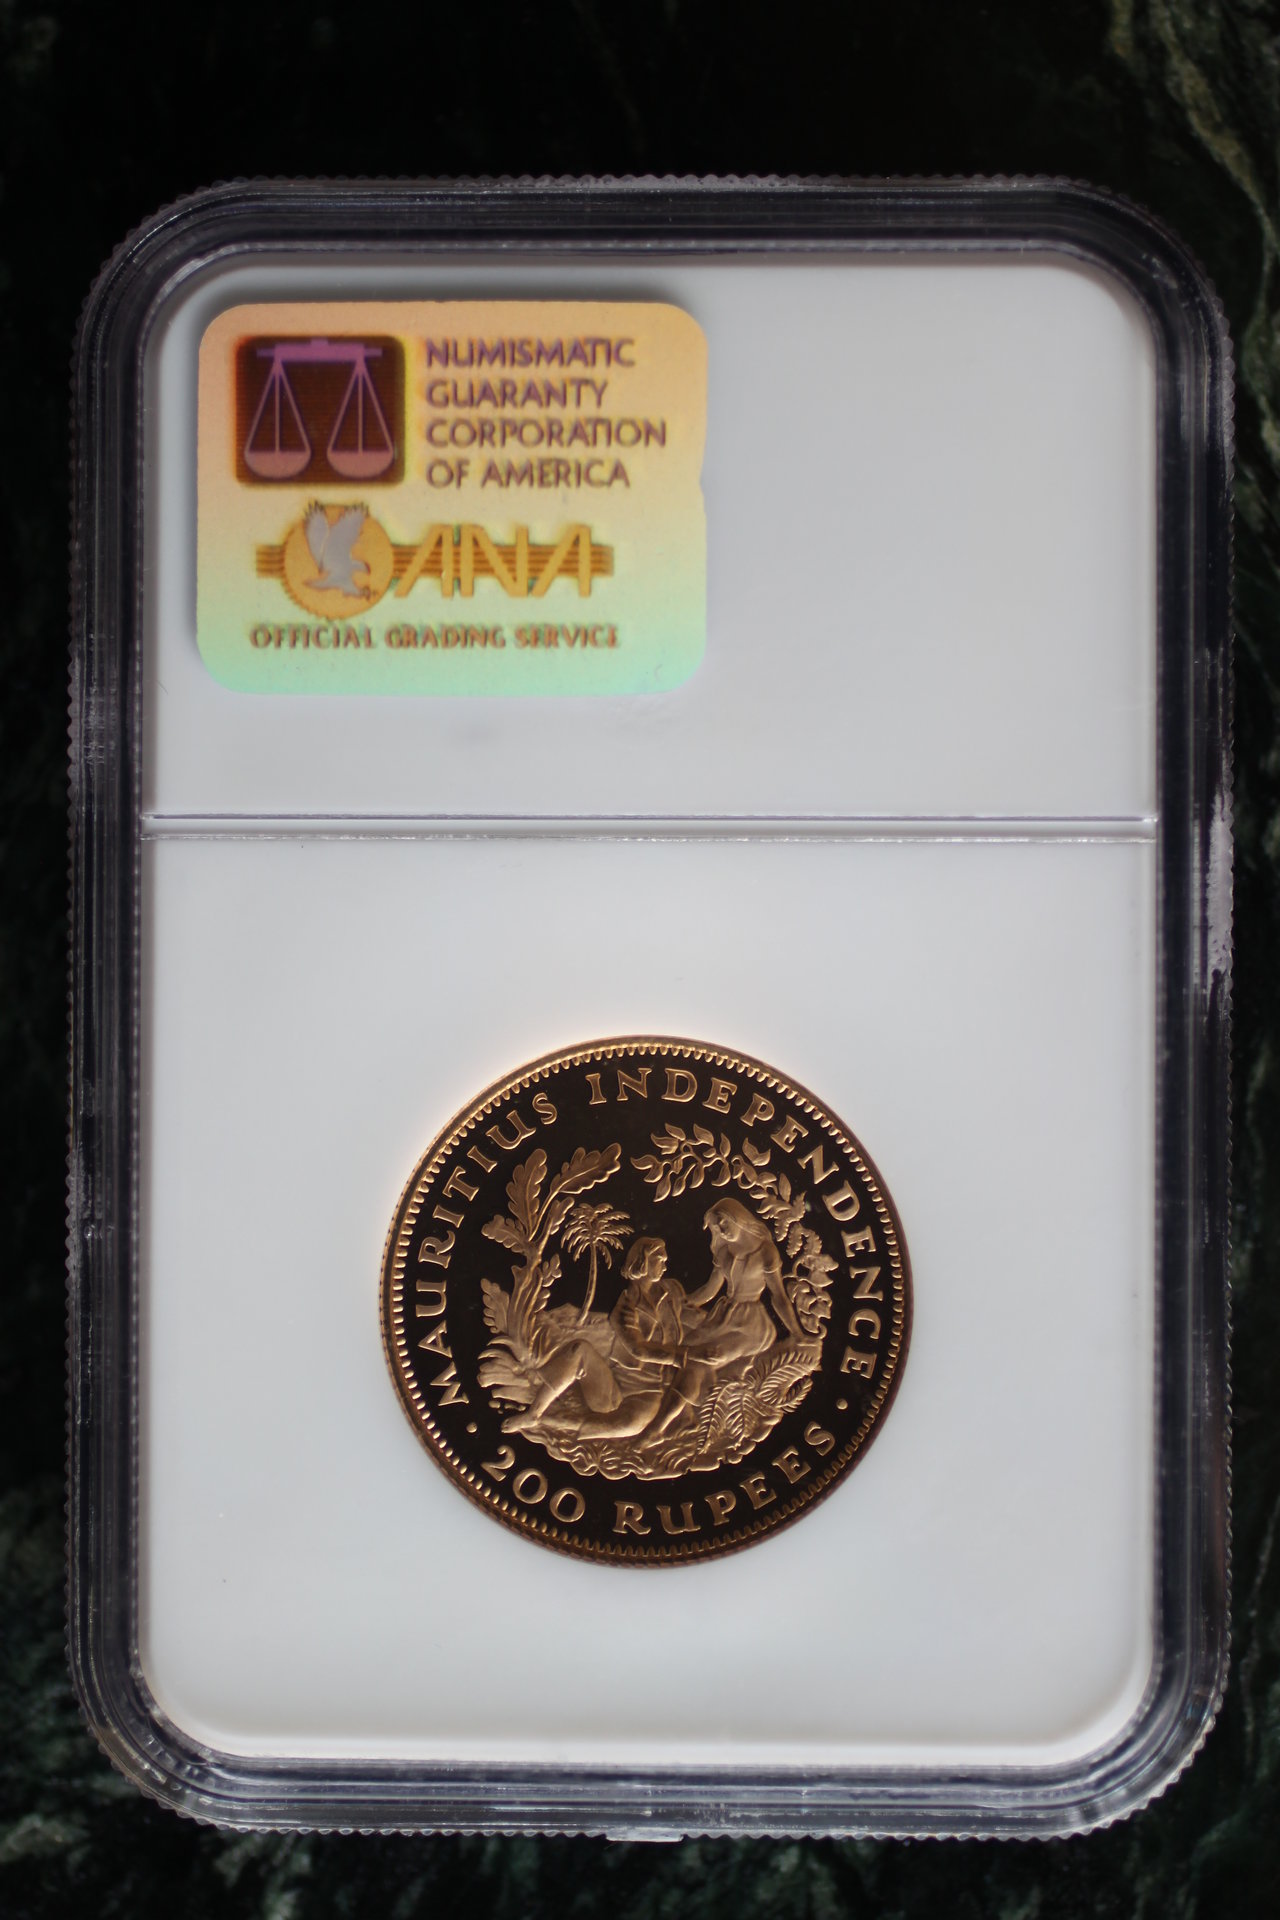 NUMISMATIC
GUARANTY
CORPORATION
OF AMERICA
ANA
OFFICIAL GRADING SERVICE
MAURITIUS INDEPENDENCE
· 200 RUPEES ·